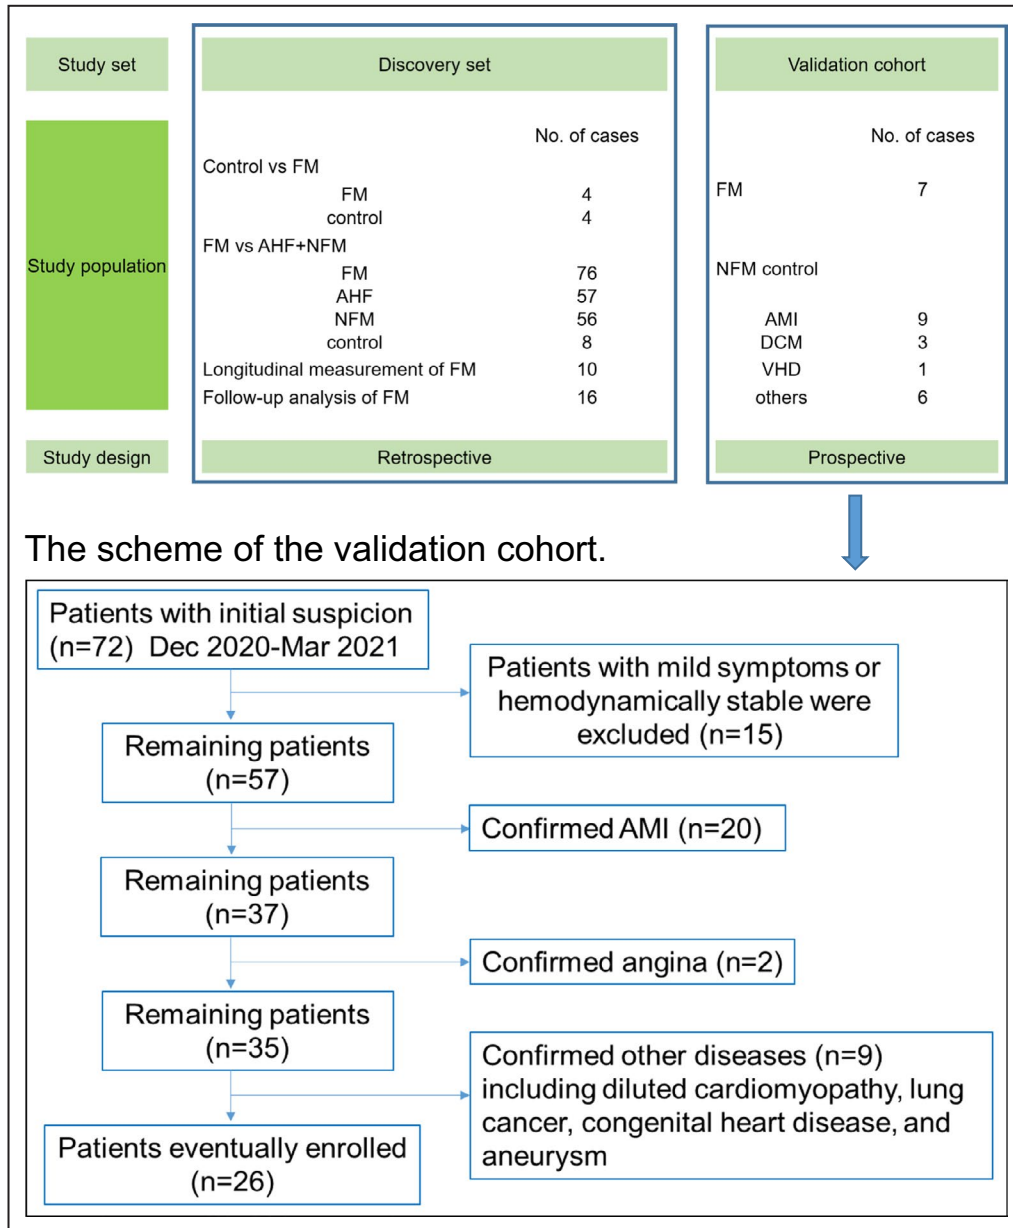 Study set
Discovery set
Validation cohort
Study population
No. of cases
Control vs FM
FM 4
control 4
FM vs AHF+NFM
FM 76
AHF 57
NFM 56
control 8
Longitudinal measurement of FM 10
Follow-up analysis of FM 16
No. of cases
FM 7
NFM control
AMI 9
DCM 3
VHD 1
others 6
Study design
Retrospective
Prospective
The scheme of the validation cohort.
Patients with initial suspicion
(n=72) Dec 2020-Mar 2021
Patients with mild symptoms or
hemodynamically stable were
excluded (n=15)
Remaining patients
(n=57)
Confirmed AMI (n=20)
Remaining patients
(n=37)
Confirmed angina (n=2)
Remaining patients
(n=35)
Confirmed other diseases (n=9)
including diluted cardiomyopathy, lung
cancer, congenital heart disease, and
aneurysm
Patients eventually enrolled
(n=26)